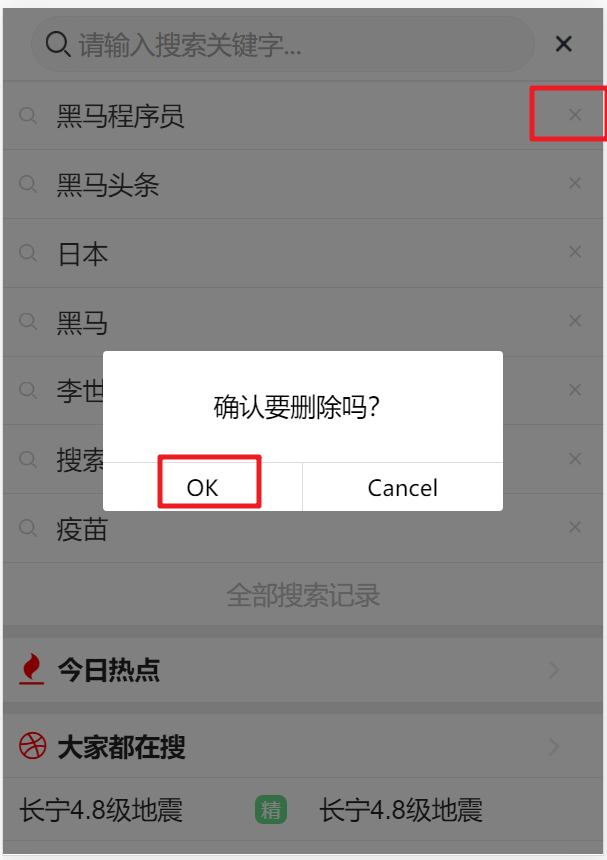 请输入搜索关键字...
黑马程序员
黑马头条
日本
黑马
李世
搜索
疫苗
确认要删除吗?
OK Cancel
全部搜索记录
今日热点
大家都在搜
长宁4.8级地震 精 长宁4.8级地震